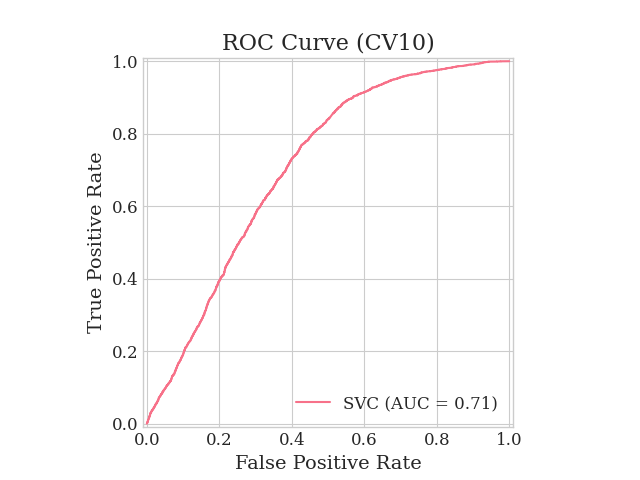 ROC Curve (CV10)
True Positive Rate
1.0
0.8
0.6
0.4
0.2
0.0
SVC (AUC = 0.71)
0.0 0.2 0.4 0.6 0.8 1.0
False Positive Rate